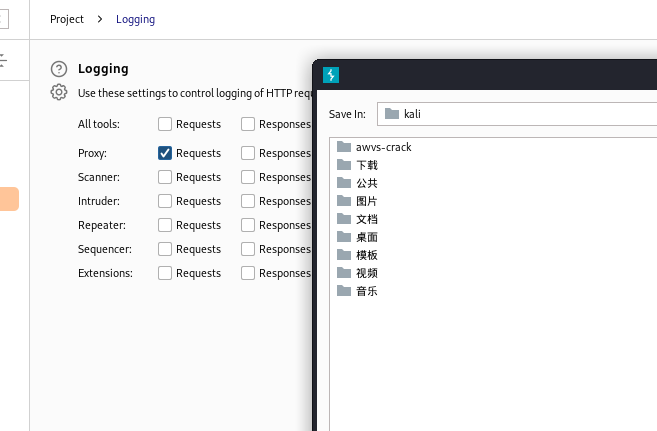 Project > Logging
Logging
Use these settings to control logging of HTTP req
All tools: Requests Responses
Proxy: Requests Responses
Scanner: Requests Responses
Intruder: Requests Responses
Repeater: Requests Responses
Sequencer: Requests Responses
Extensions: Requests Responses
Save In: kali
awvs-crack
下载
公共
图片
文档
桌面
模板
视频
音乐